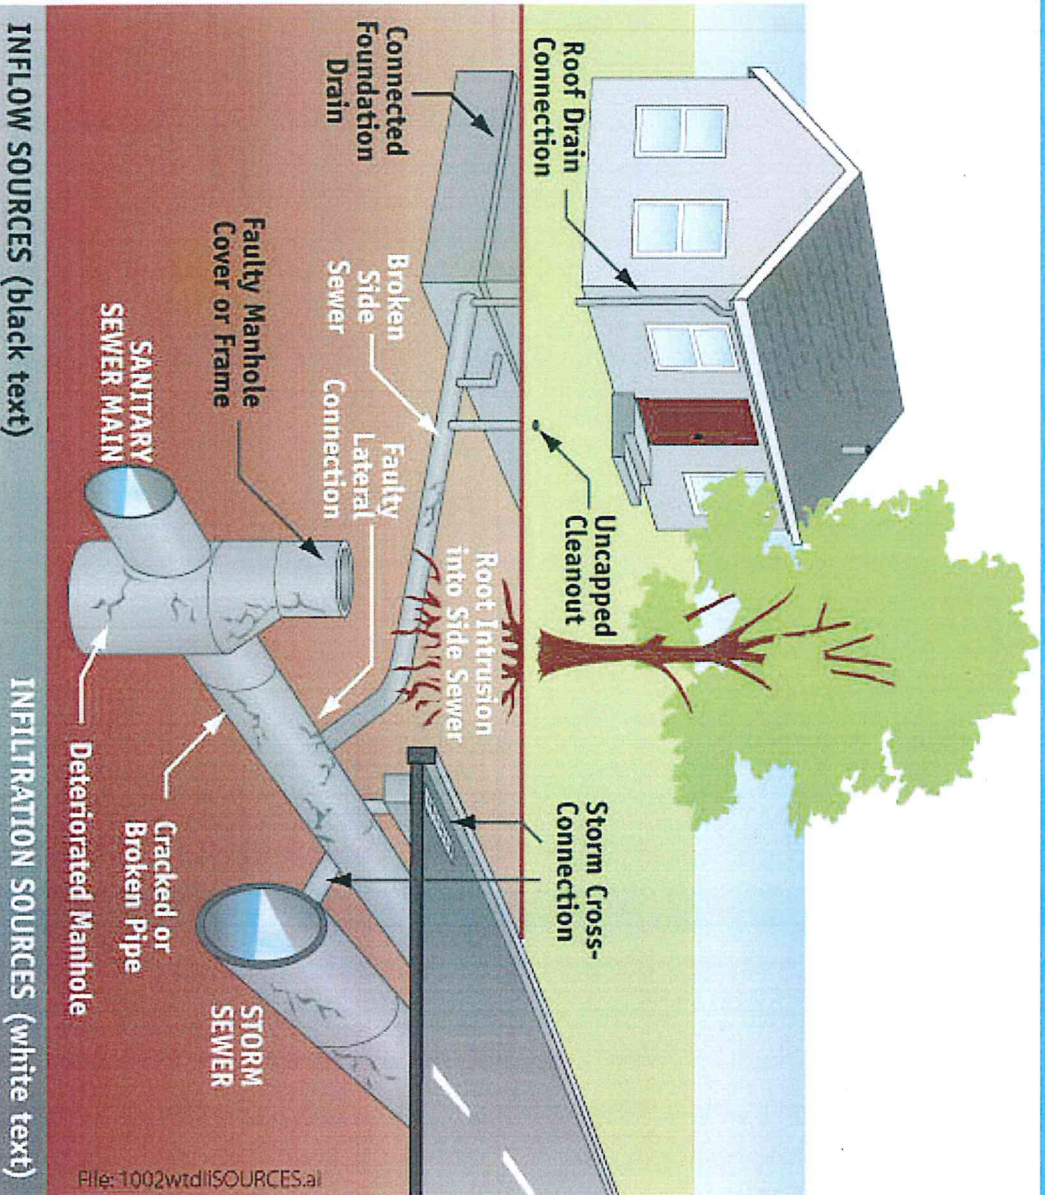 Roof Drain
Connection
Connected
Foundation
Drain
Uncapped
Cleanout
Storm Cross-
Connection
Broken
Side
Sewer
Root Intrusion
into Side Sewer
Faulty
Lateral
Connection
Faulty Manhole
Cover or Frame
SANITARY
SEWER MAIN
STORM
SEWER
Cracked or
Broken Pipe
Deteriorated Manhole
INFLOW SOURCES (black text)
INFILTRATION SOURCES (white text)
File: 1002wtdIiSOURCES.ai